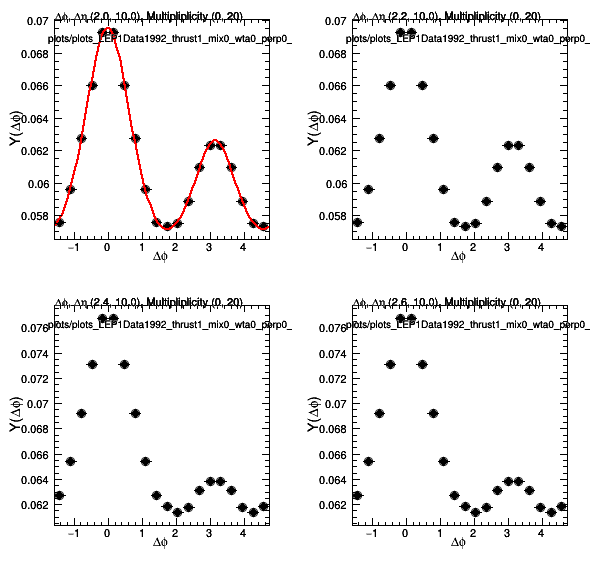 Δϕ, Δη (2.0, 10.0), Multipliplicity (0, 20)
plots/plots_LEP1Data1992_thrust1_mix0_wta0_perp0_
0.07
0.068
0.066
0.064
0.062
0.06
0.058
Y(Δϕ)
−1 0 1 2 3 4
Δϕ
Δϕ, Δη (2.2, 10.0), Multipliplicity (0, 20)
plots/plots_LEP1Data1992_thrust1_mix0_wta0_perp0_
0.07
0.068
0.066
0.064
0.062
0.06
0.058
Y(Δϕ)
−1 0 1 2 3 4
Δϕ
Δϕ, Δη (2.4, 10.0), Multipliplicity (0, 20)
plots/plots_LEP1Data1992_thrust1_mix0_wta0_perp0_
0.076
0.074
0.072
0.07
0.068
0.066
0.064
0.062
Y(Δϕ)
−1 0 1 2 3 4
Δϕ
Δϕ, Δη (2.6, 10.0), Multipliplicity (0, 20)
plots/plots_LEP1Data1992_thrust1_mix0_wta0_perp0_
0.076
0.074
0.072
0.07
0.068
0.066
0.064
0.062
Y(Δϕ)
−1 0 1 2 3 4
Δϕ